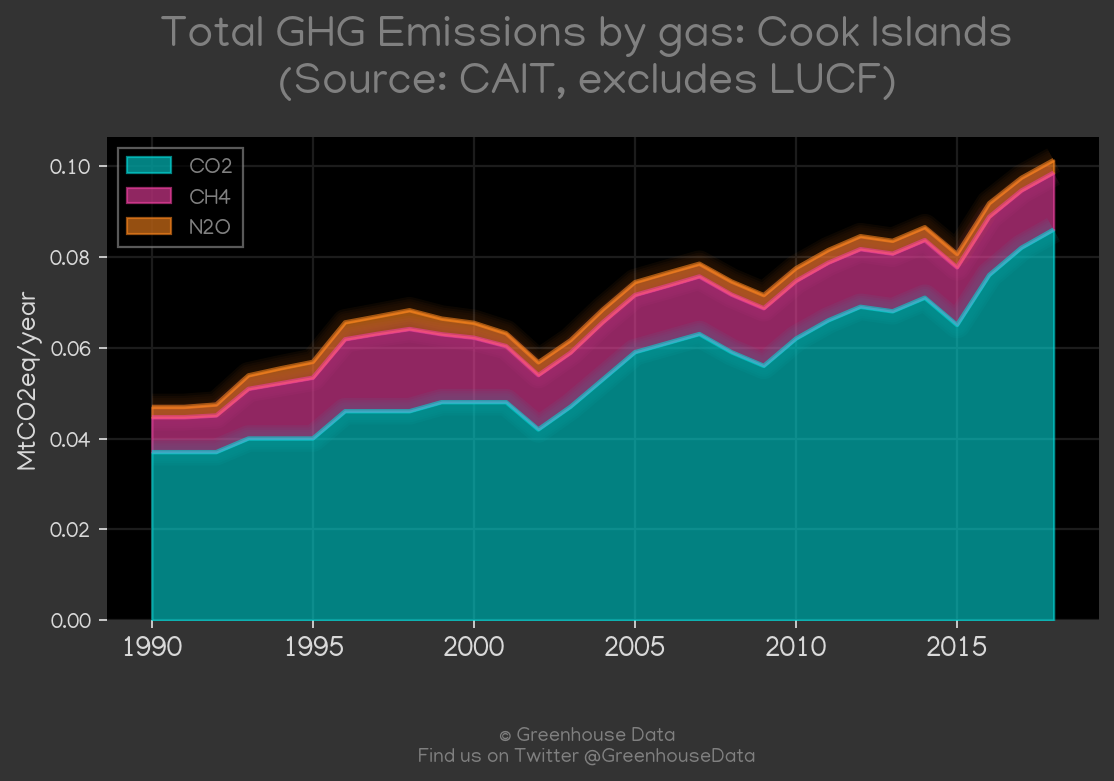 Total GHG Emissions by gas: Cook Islands
(Source: CAIT, excludes LUCF)
MtCO2eq/year
0.10
0.08
0.06
0.04
0.02
0.00
CO2
CH4
N2O
1990 1995 2000 2005 2010 2015
© Greenhouse Data
Find us on Twitter @GreenhouseData